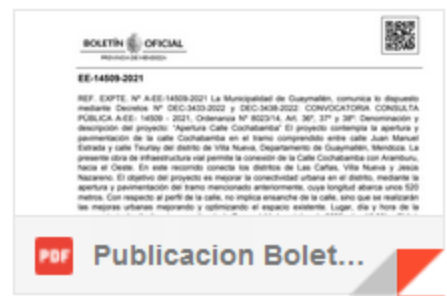 BOLETÍN OFICIAL
PROVINCIA DE MENDOZA
EE-14509-2021
REF. EXPTE. Nº A-EE-14509-2021 La Municipalidad de Guaymallén, comunica lo dispuesto
mediante Decretos Nº DEC-3433-2022 y DEC-3438-2022 CONVOCATORIA CONSULTA
PÚBLICA A-EE- 14509 - 2021, Ordenanza Nº 8023/14, Art. 36º, 37º y 38º: Denominación y
descripción del proyecto: "Apertura Calle Cochabamba" El proyecto contempla la apertura y
pavimentación de la calle Cochabamba en el tramo comprendido entre calle Juan Manuel
Estrada y calle Teurlay del distrito de Villa Nueva, Departamento de Guaymallén, Mendoza. La
presente obra de infraestructura vial permite la conexión de la Calle Cochabamba con Aramburu,
hacia el Oeste. En este recorrido conecta los distritos de Las Cañas, Villa Nueva y Jesús
Nazareno. El objetivo del proyecto es mejorar la conectividad urbana en el distrito, mediante la
apertura y pavimentación del tramo mencionado anteriormente, cuya longitud abarca unos 520
metros. Con respecto al perfil de la calle, no implica ensanche de la calle, sino que se realizarán
las mejoras urbanas mejorando y optimizando el espacio existente. Lugar, día y hora de la
PDF Publicacion Bolet...